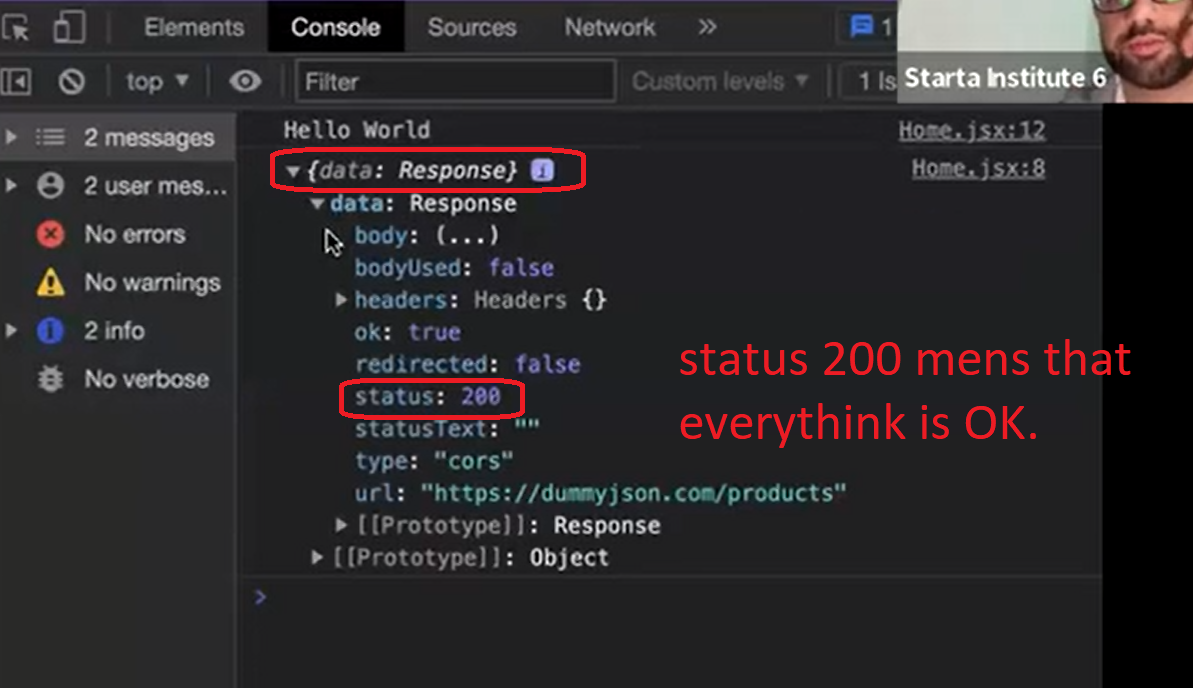 Elements Console Sources Network » 1
top ▼ Filter Custom levels ▼ 1 Is
Starta Institute 6
2 messages
2 user mes...
No errors
No warnings
2 info
No verbose
Hello World Home.jsx:12
▼{data: Response} i Home.jsx:8
▼data: Response
body: (...)
bodyUsed: false
▶headers: Headers {}
ok: true
redirected: false
status: 200
statusText: ""
type: "cors"
url: "https://dummyjson.com/products"
▶[[Prototype]]: Response
▶[[Prototype]]: Object
>
status 200 mens that
everythink is OK.